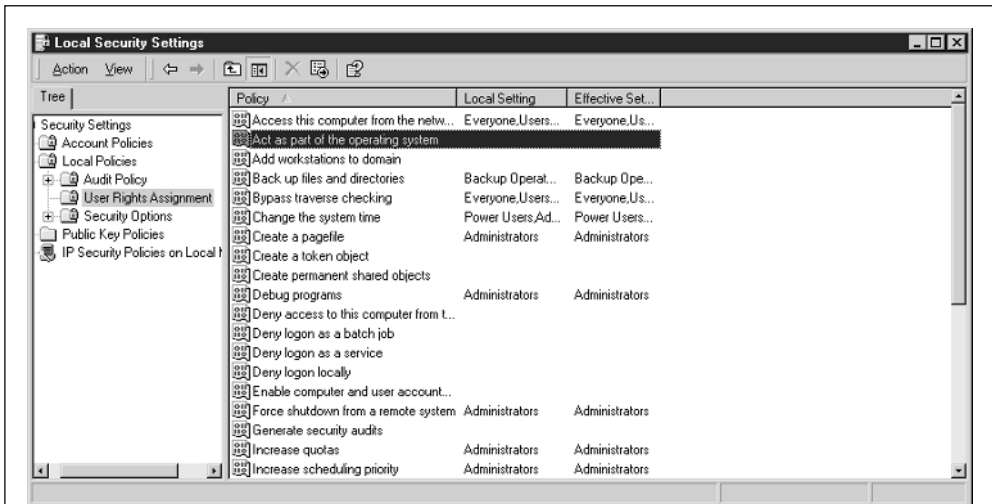 Local Security Settings
Action View
Tree
Security Settings
Account Policies
Local Policies
Audit Policy
User Rights Assignment
Security Options
Public Key Policies
IP Security Policies on Local
Policy Local Setting Effective Set...
Access this computer from the netw... Everyone,Users... Everyone,Us...
Act as part of the operating system
Add workstations to domain
Back up files and directories Backup Operat... Backup Ope...
Bypass traverse checking Everyone,Users... Everyone,Us...
Change the system time Power Users,Ad... Power Users...
Create a pagefile Administrators Administrators
Create a token object
Create permanent shared objects
Debug programs Administrators Administrators
Deny access to this computer from t...
Deny logon as a batch job
Deny logon as a service
Deny logon locally
Enable computer and user account...
Force shutdown from a remote system Administrators Administrators
Generate security audits
Increase quotas Administrators Administrators
Increase scheduling priority Administrators Administrators